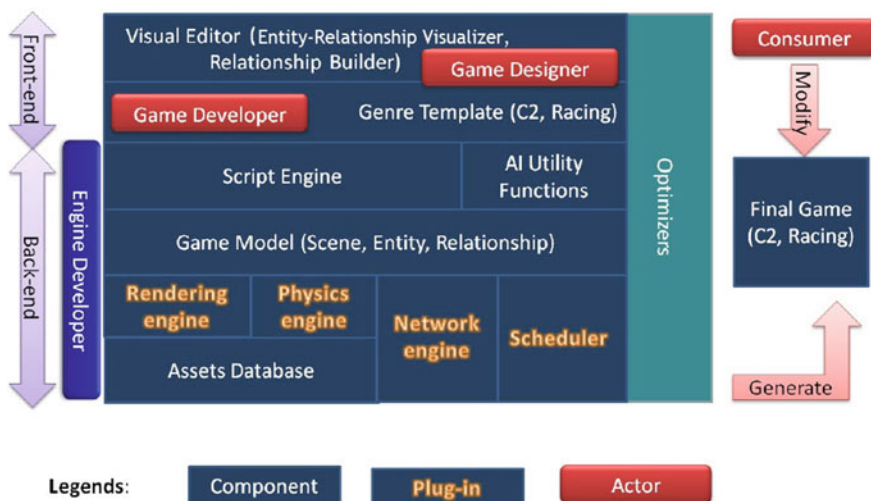 Front-end
Back-end
Engine Developer
Visual Editor (Entity-Relationship Visualizer,
Relationship Builder)
Game Designer
Game Developer
Genre Template (C2, Racing)
Script Engine
AI Utility
Functions
Game Model (Scene, Entity, Relationship)
Rendering
engine
Physics
engine
Network
engine
Scheduler
Assets Database
Optimizers
Consumer
Modify
Final Game
(C2, Racing)
Generate
Legends:
Component
Plug-in
Actor